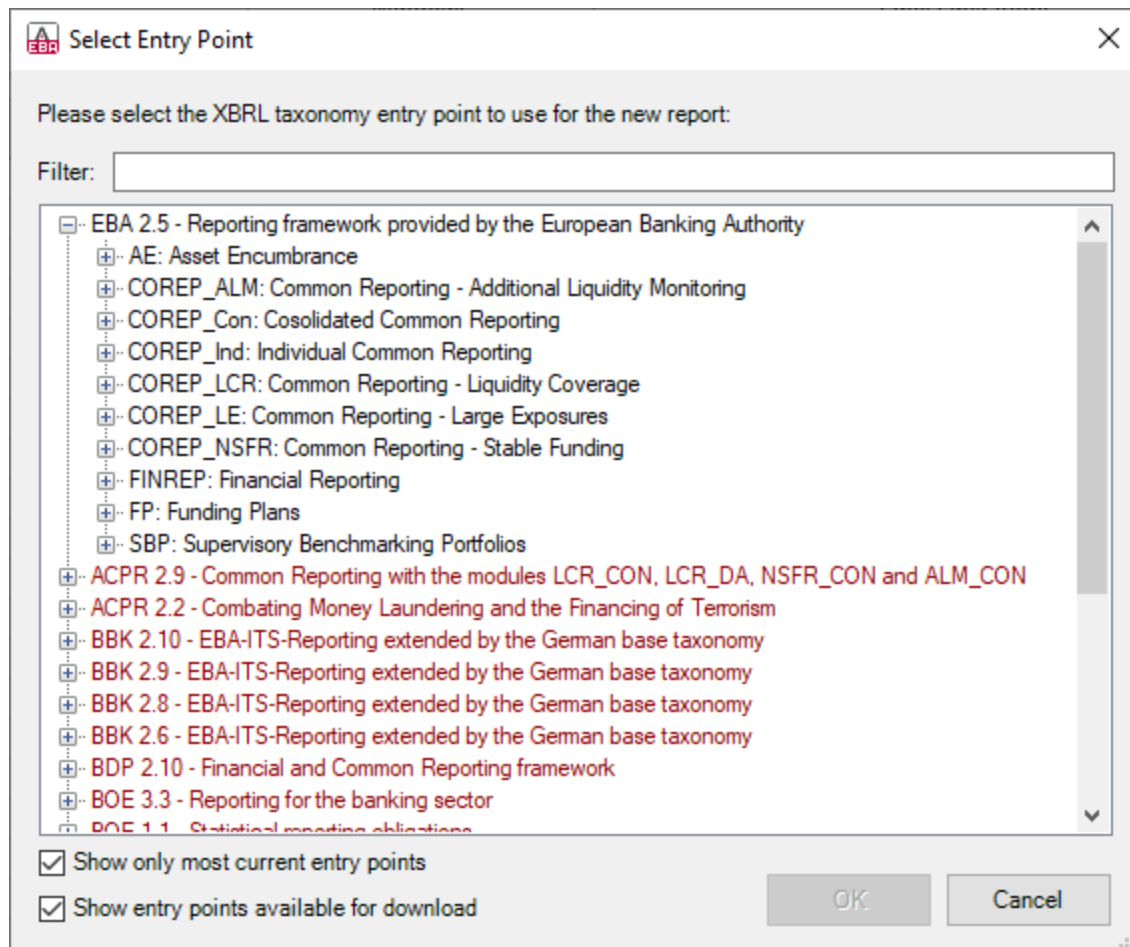 EBA
Select Entry Point
Please select the XBRL taxonomy entry point to use for the new report:
Filter:
EBA 2.5 - Reporting framework provided by the European Banking Authority
AE: Asset Encumbrance
COREP_ALM: Common Reporting - Additional Liquidity Monitoring
COREP_Con: Cosolidated Common Reporting
COREP_Ind: Individual Common Reporting
COREP_LCR: Common Reporting - Liquidity Coverage
COREP_LE: Common Reporting - Large Exposures
COREP_NSFR: Common Reporting - Stable Funding
FINREP: Financial Reporting
FP: Funding Plans
SBP: Supervisory Benchmarking Portfolios
ACPR 2.9 - Common Reporting with the modules LCR_CON, LCR_DA, NSFR_CON and ALM_CON
ACPR 2.2 - Combating Money Laundering and the Financing of Terrorism
BBK 2.10 - EBA-ITS-Reporting extended by the German base taxonomy
BBK 2.9 - EBA-ITS-Reporting extended by the German base taxonomy
BBK 2.8 - EBA-ITS-Reporting extended by the German base taxonomy
BBK 2.6 - EBA-ITS-Reporting extended by the German base taxonomy
BDP 2.10 - Financial and Common Reporting framework
BOE 3.3 - Reporting for the banking sector
BOE 1.1 - Statistical reporting obligations
Show only most current entry points
Show entry points available for download
OK
Cancel